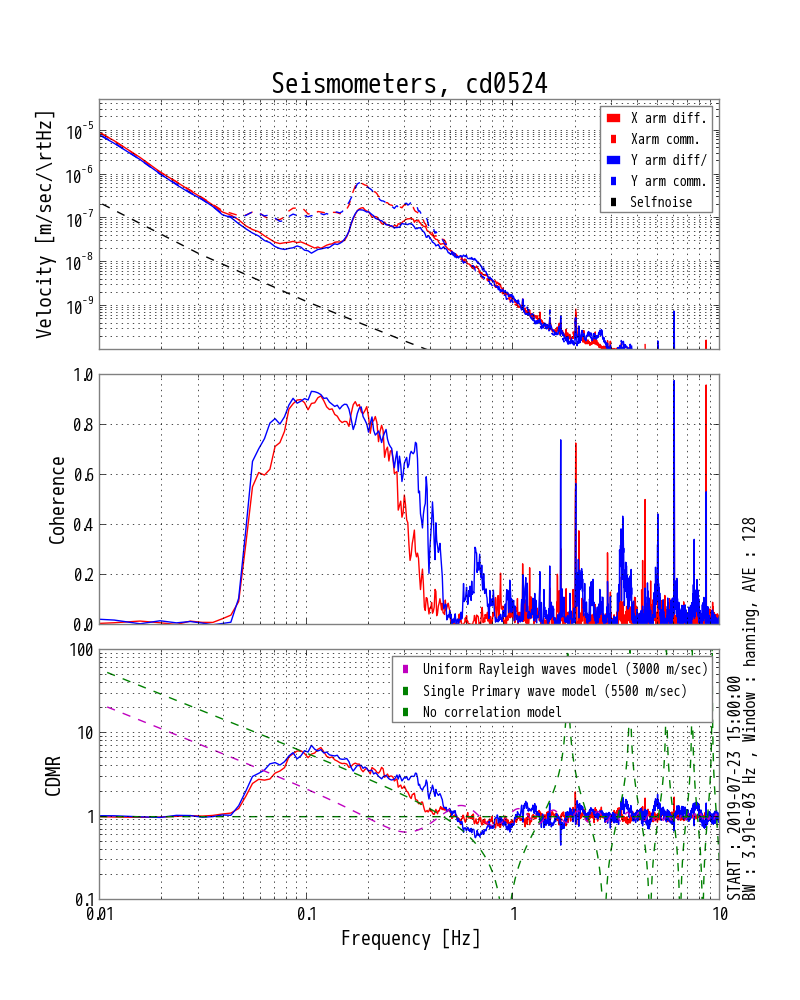 Seismometers, cd0524
Velocity [m/sec/\rtHz]
10^-5
10^-6
10^-7
10^-8
10^-9
X arm diff.
Xarm comm.
Y arm diff/
Y arm comm.
Selfnoise
Coherence
1.0
0.8
0.6
0.4
0.2
0.0
CDMR
100
10
1
0.1
Uniform Rayleigh waves model (3000 m/sec)
Single Primary wave model (5500 m/sec)
No correlation model
0.01
0.1
1
10
Frequency [Hz]
START : 2019-07-23 15:00:00
BW : 3.91e-03 Hz , Window : hanning, AVE : 128